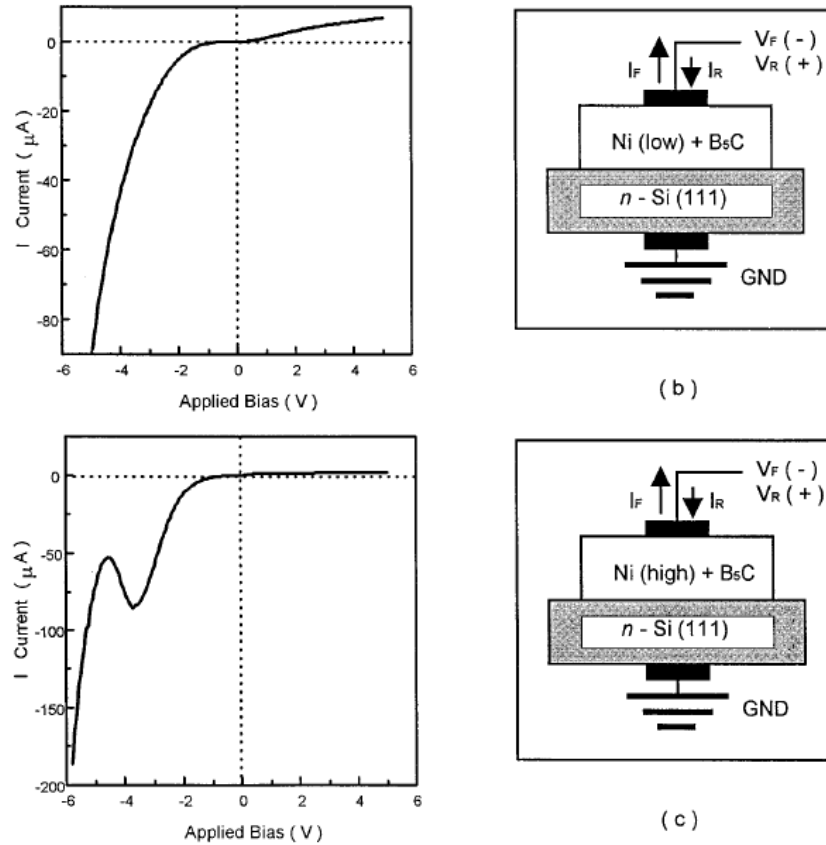 0
-20
-40
-60
-80
-6 -4 -2 0 2 4 6
I Current ( μA )
Applied Bias ( V )
VF ( - )
VR ( + )
IF IR
Ni (low) + B5C
n - Si (111)
GND
( b )
0
-50
-100
-150
-200
-6 -4 -2 0 2 4 6
I Current ( μA )
Applied Bias ( V )
VF ( - )
VR ( + )
IF IR
Ni (high) + B5C
n - Si (111)
GND
( c )